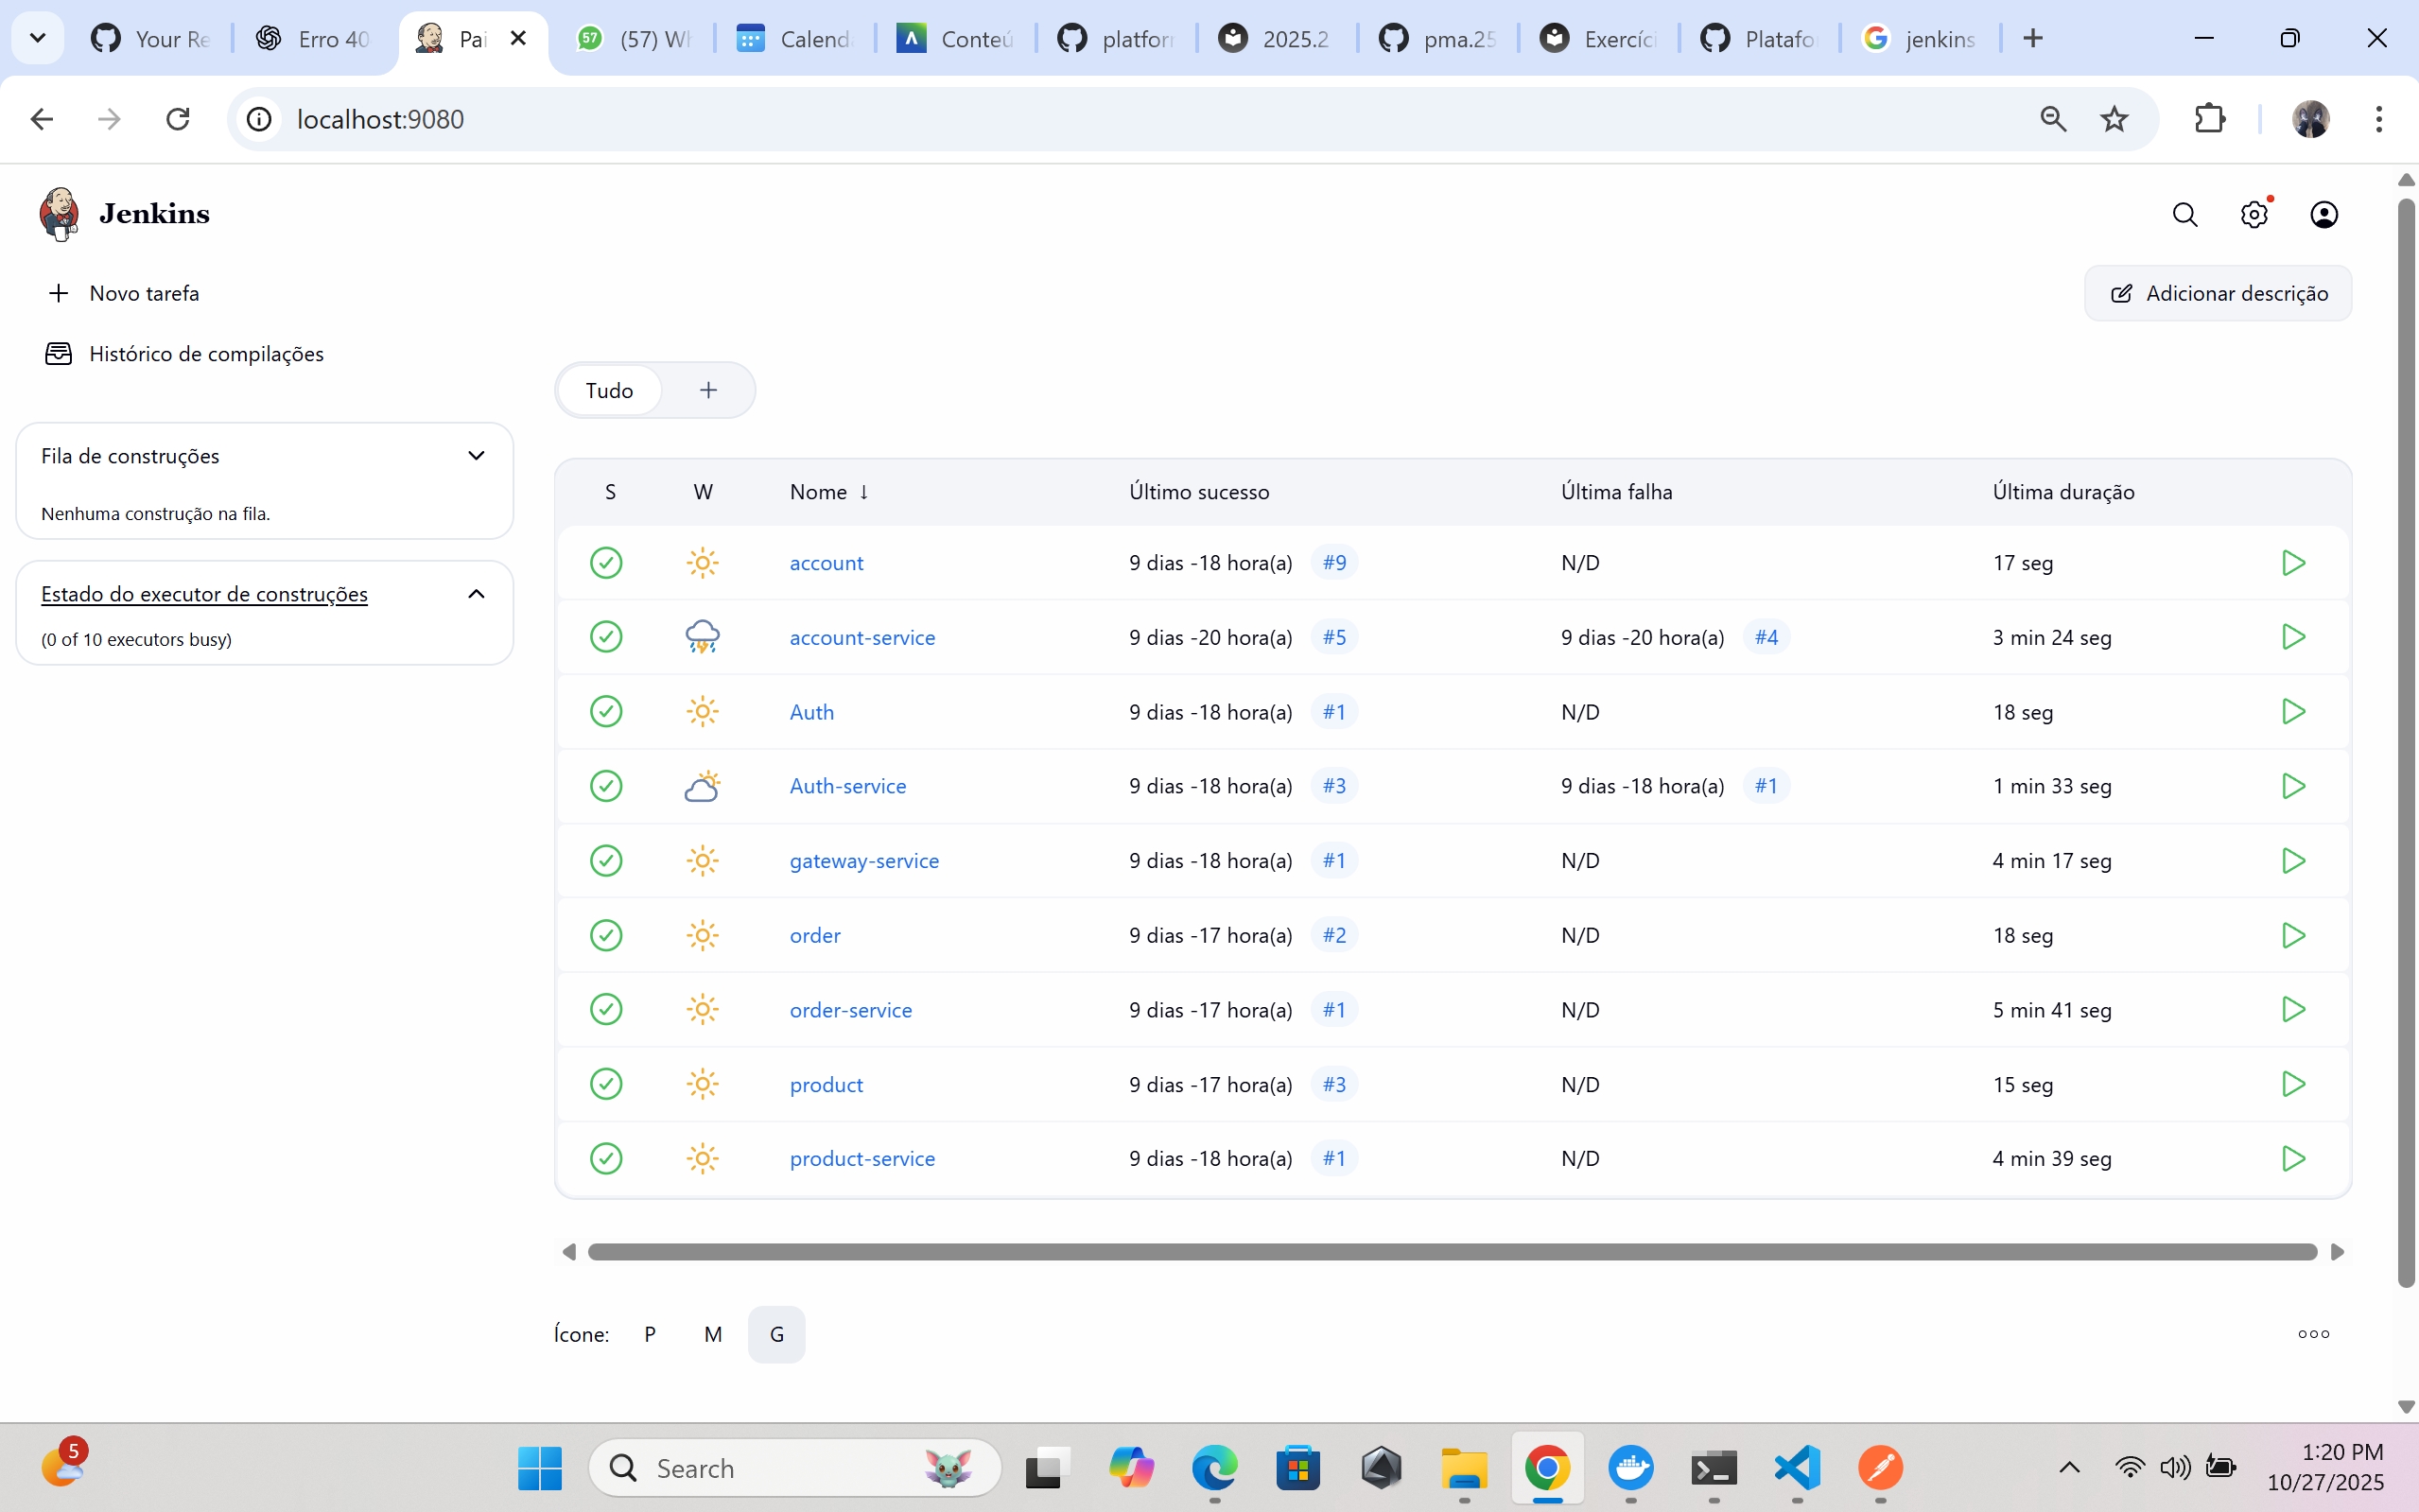 Your Re
Erro 40
Pai
57
(57) Wh
Calend
Conteú
platfor
2025.2
pma.25
Exercíci
Platafo
jenkins
localhost:9080
Jenkins
Novo tarefa
Adicionar descrição
Histórico de compilações
Tudo
Fila de construções
Nenhuma construção na fila.
Estado do executor de construções
(0 of 10 executors busy)
S W Nome ↓ Último sucesso Última falha Última duração
account 9 dias -18 hora(a) #9 N/D 17 seg
account-service 9 dias -20 hora(a) #5 9 dias -20 hora(a) #4 3 min 24 seg
Auth 9 dias -18 hora(a) #1 N/D 18 seg
Auth-service 9 dias -18 hora(a) #3 9 dias -18 hora(a) #1 1 min 33 seg
gateway-service 9 dias -18 hora(a) #1 N/D 4 min 17 seg
order 9 dias -17 hora(a) #2 N/D 18 seg
order-service 9 dias -17 hora(a) #1 N/D 5 min 41 seg
product 9 dias -17 hora(a) #3 N/D 15 seg
product-service 9 dias -18 hora(a) #1 N/D 4 min 39 seg
Ícone: P M G
5
Search
1:20 PM
10/27/2025